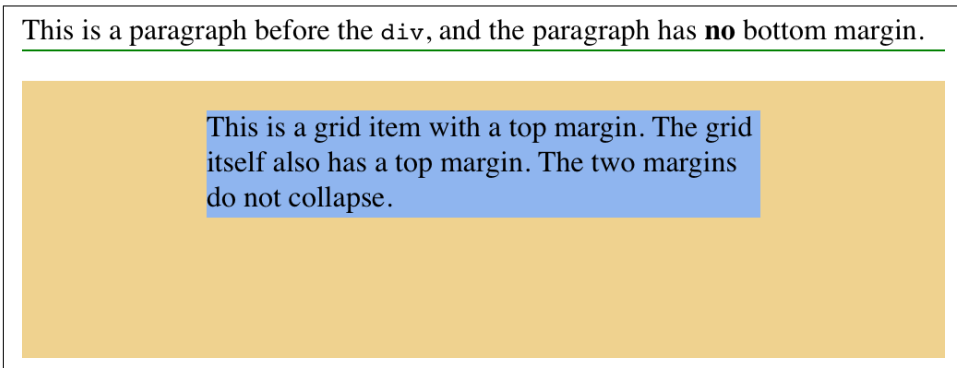 This is a paragraph before the div, and the paragraph has no bottom margin.
This is a grid item with a top margin. The grid
itself also has a top margin. The two margins
do not collapse.